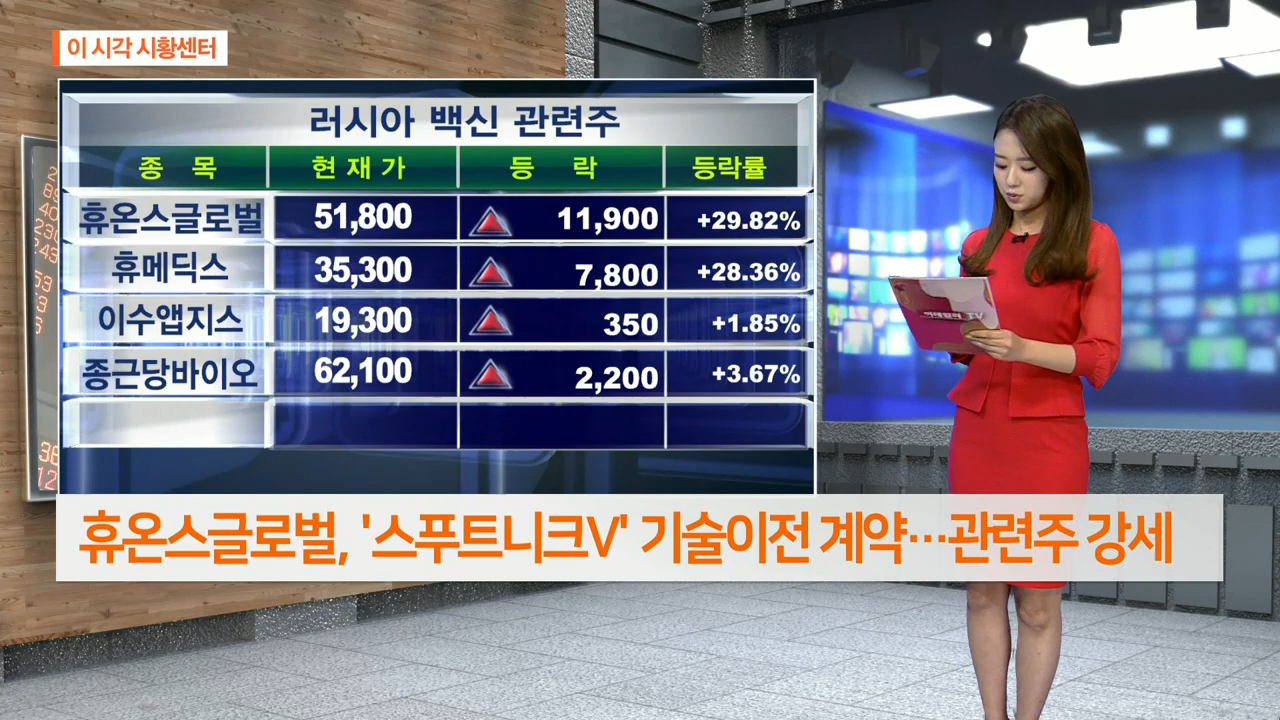 이 시각 시황센터
러시아 백신 관련주
종 목 현 재 가 등 락 등락률
휴온스글로벌 51,800 11,900 +29.82%
휴메딕스 35,300 7,800 +28.36%
이수앱지스 19,300 350 +1.85%
종근당바이오 62,100 2,200 +3.67%
TV
휴온스글로벌, '스푸트니크V' 기술이전 계약…관련주 강세